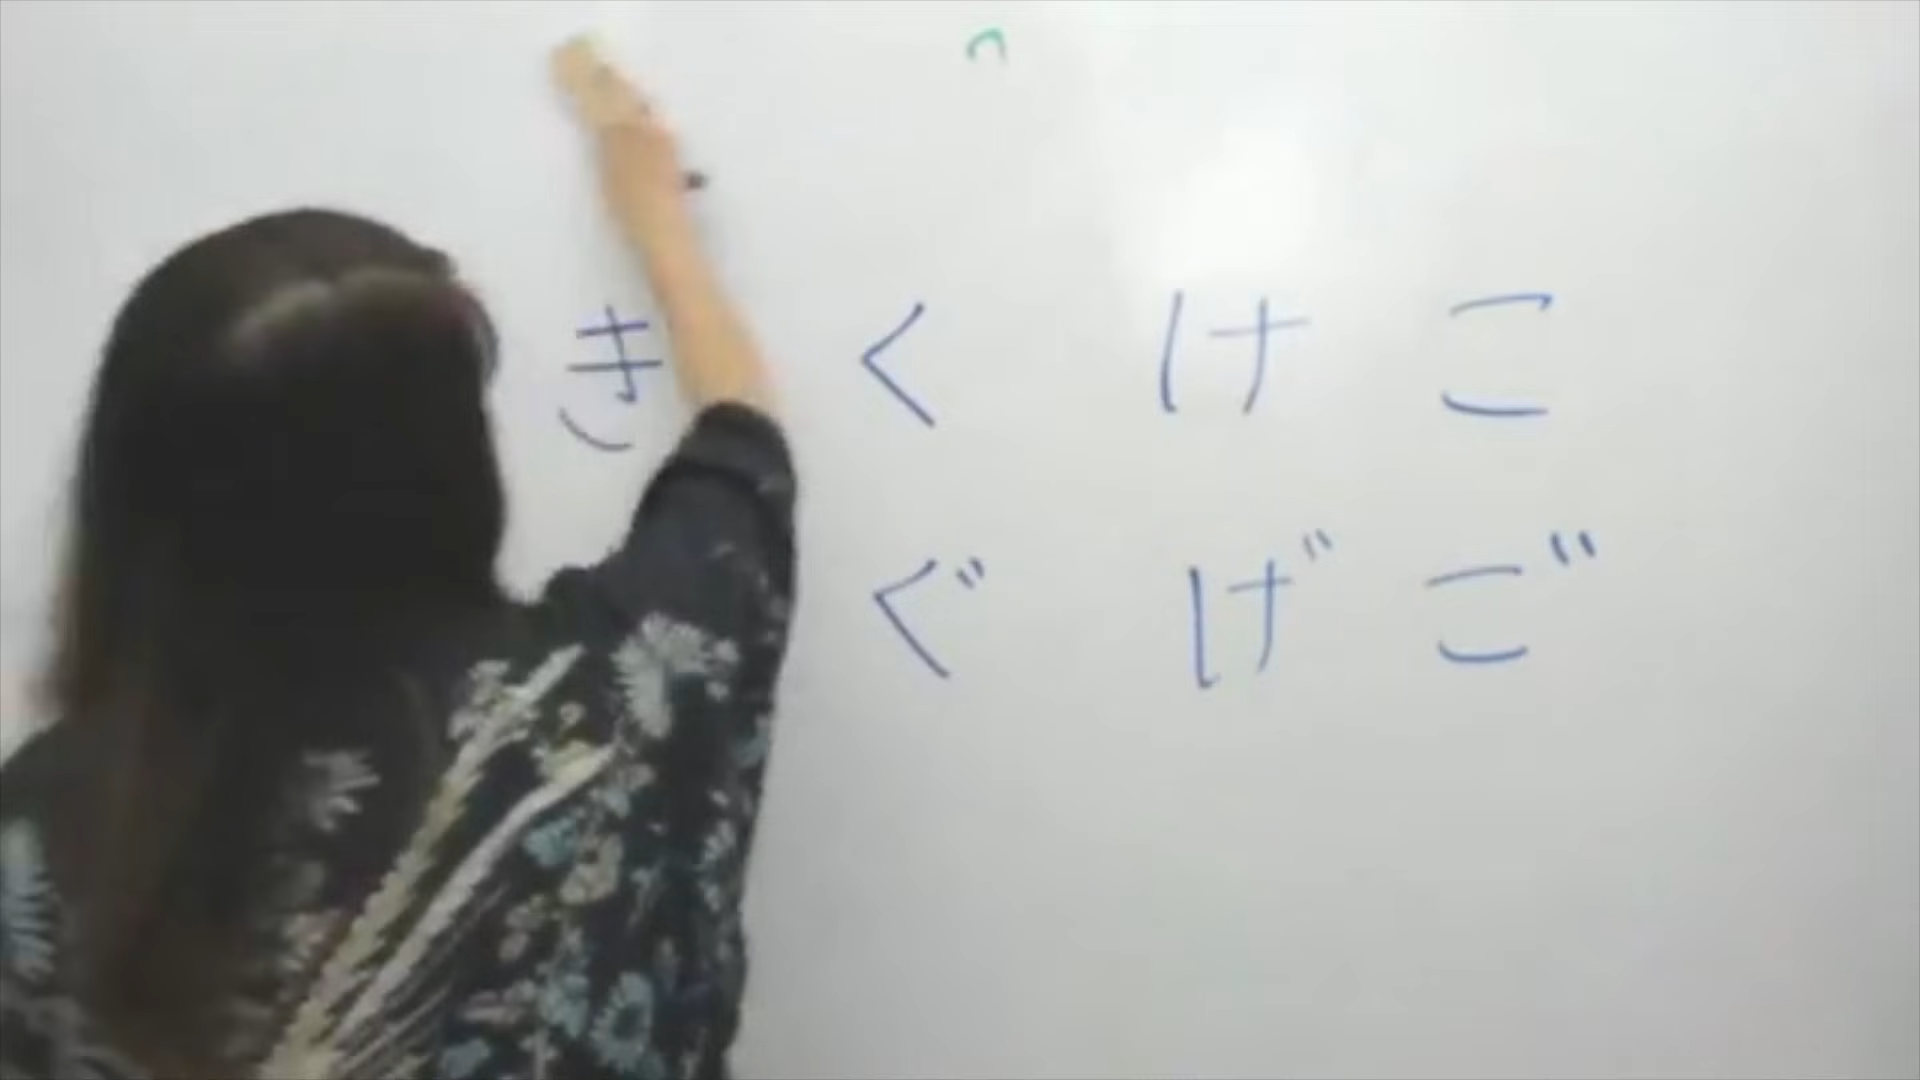 き く け こ
ぐ げ ご